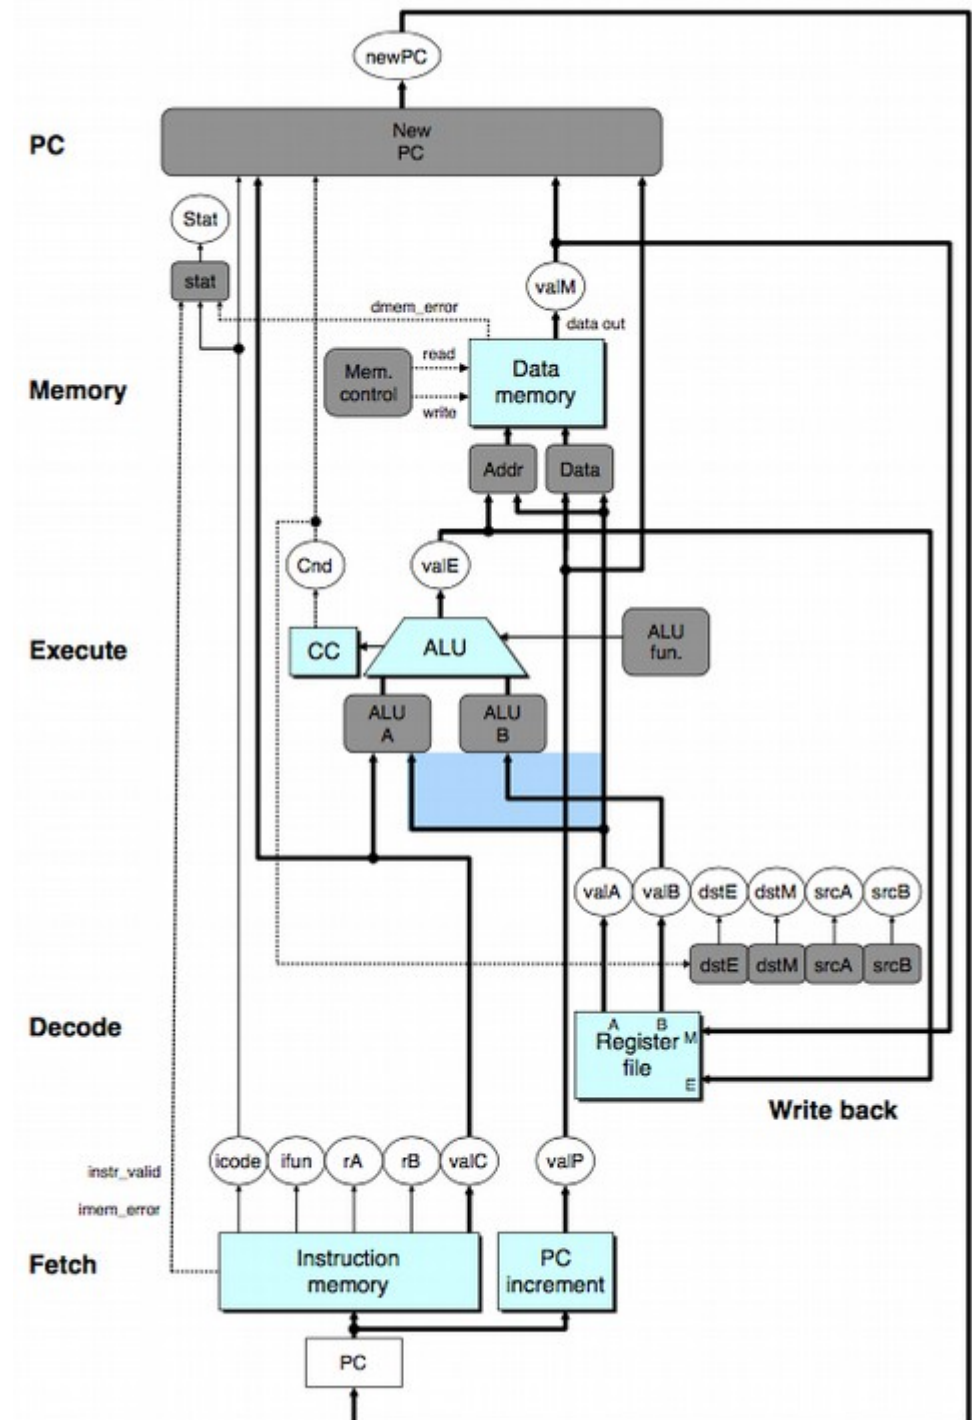 newPC
New
PC
PC
Stat
stat
valM
dmem_error
data out
read
Mem.
control
write
Data
memory
Memory
Addr
Data
Cnd
valE
CC
ALU
ALU
fun.
Execute
ALU
A
ALU
B
valA
valB
dstE
dstM
srcA
srcB
dstE
dstM
srcA
srcB
Decode
A
B
M
Register
file
E
Write back
icode
ifun
rA
rB
valC
valP
instr_valid
imem_error
Fetch
Instruction
memory
PC
increment
PC